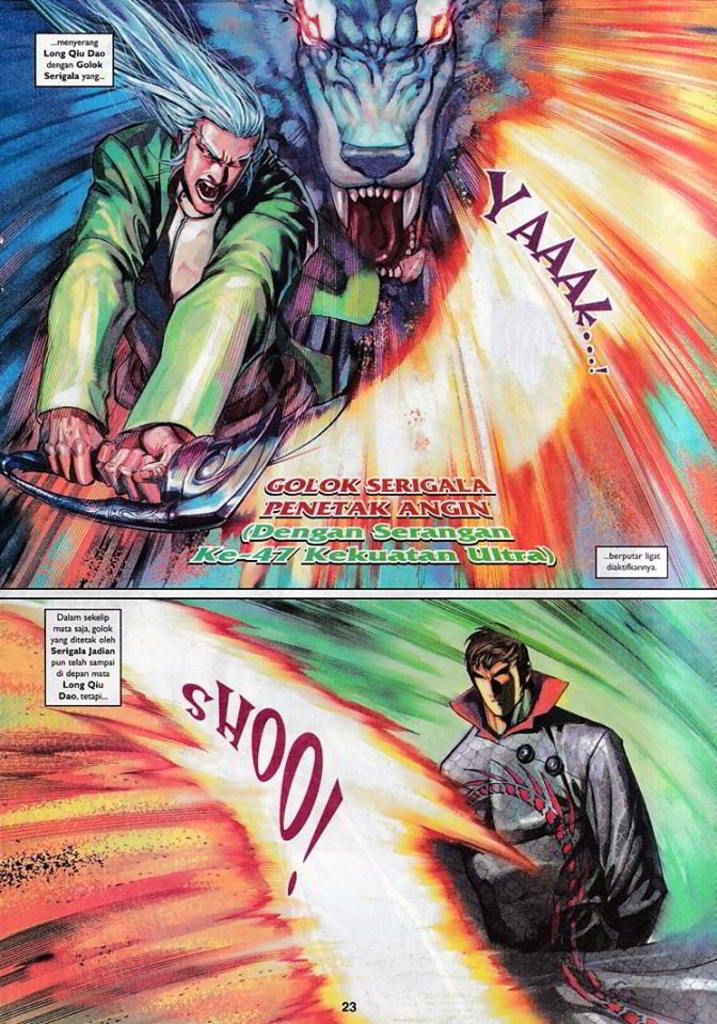 ...menyerang
Long Qiu Dao
dengan Golok
Serigala yang...
YAAAK...!
GOLOK SERIGALA
PENETAK ANGIN
(Dengan Serangan
Ke-47 Kekuatan Ultra)
...berputar ligat
diaktifkannya.
Dalam sekelip
mata saja, golok
yang ditetak oleh
Serigala Jadian
pun telah sampai
di depan mata
Long Qiu
Dao, tetapi...
SHOO!
23